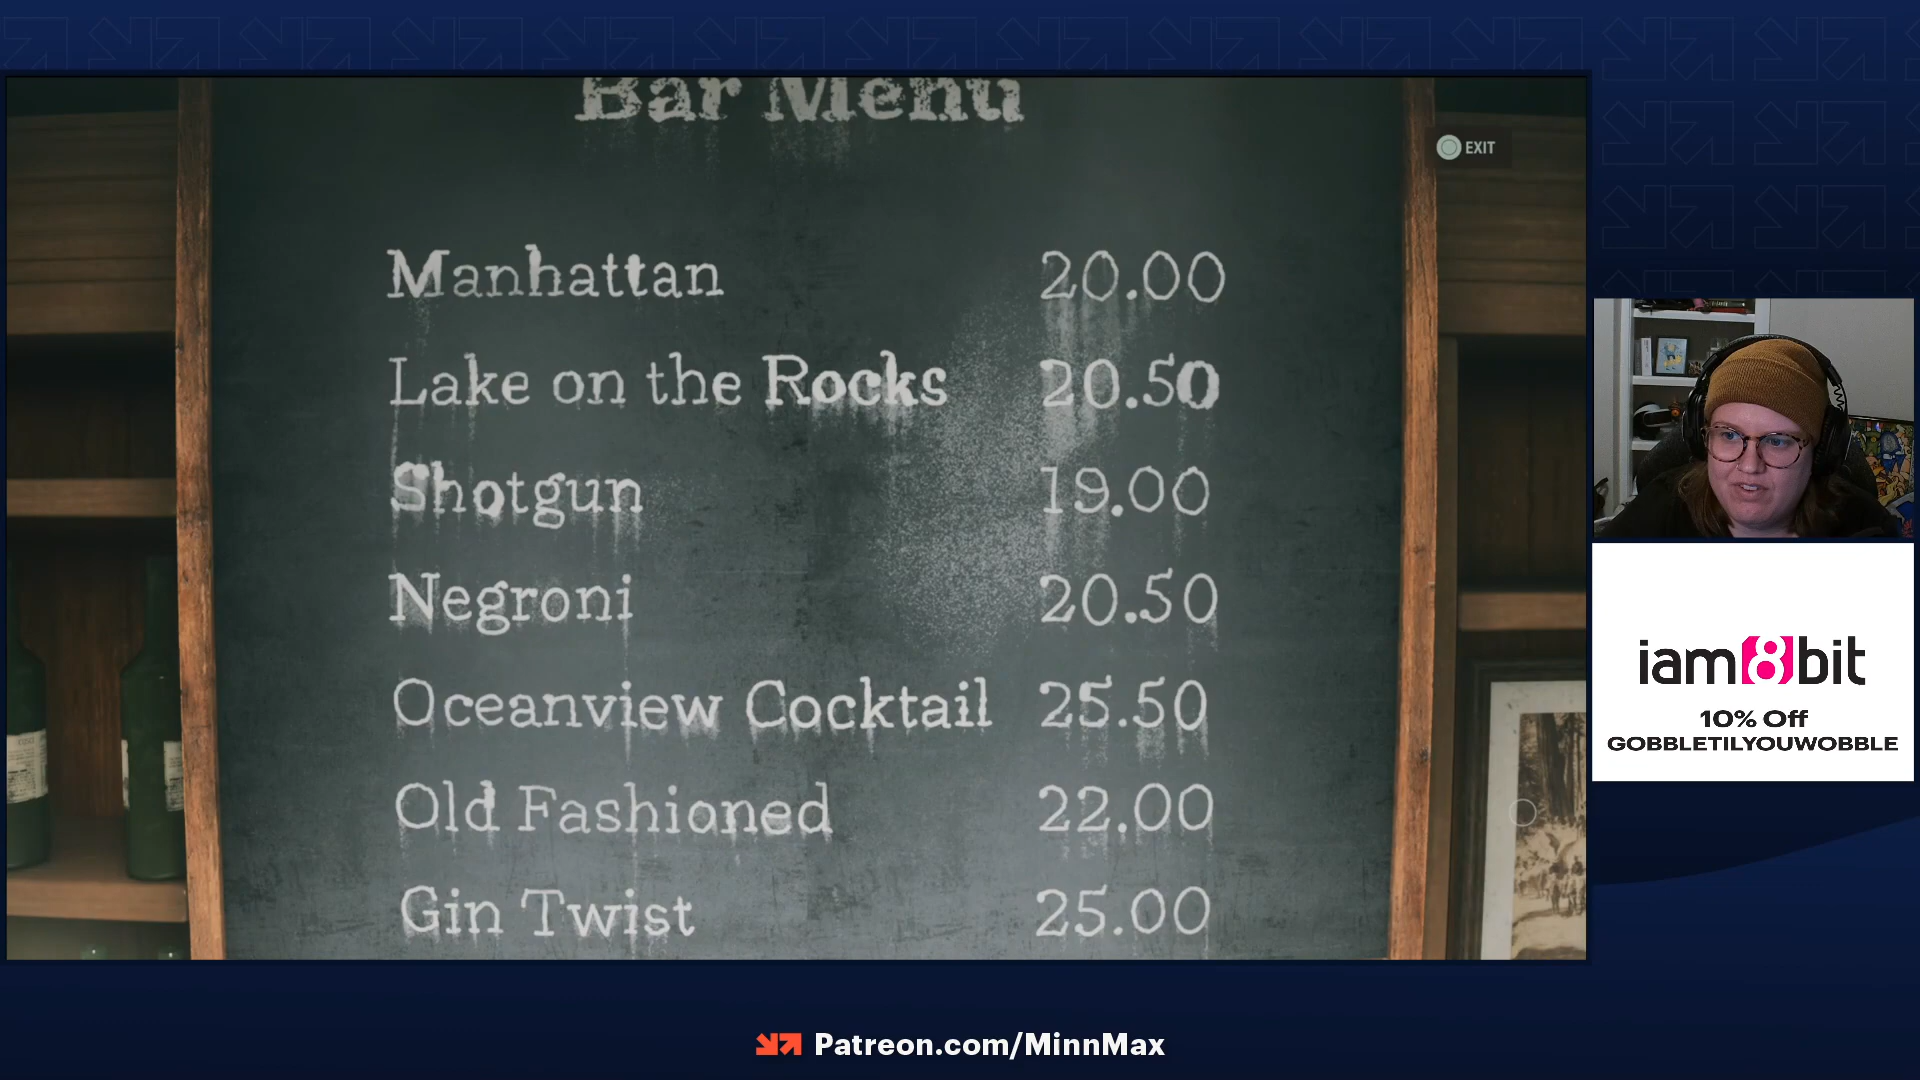 Bar Menu
EXIT
Manhattan 20.00
Lake on the Rocks 20.50
Shotgun 19.00
Negroni 20.50
Oceanview Cocktail 25.50
Old Fashioned 22.00
Gin Twist 25.00
iam8bit
10% Off
GOBBLETILYOUWOBBLE
Patreon.com/MinnMax